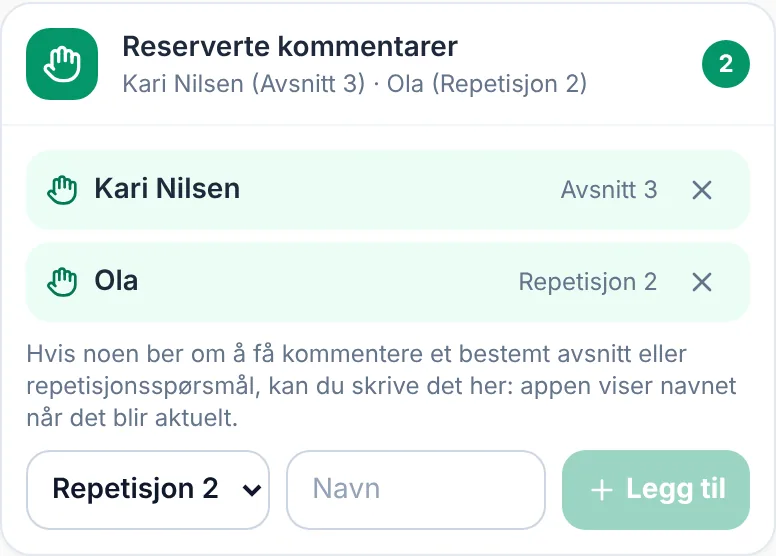 Reserverte kommentarer
Kari Nilsen (Avsnitt 3) · Ola (Repetisjon 2)
2
Kari Nilsen
Avsnitt 3
Ola
Repetisjon 2
Hvis noen ber om å få kommentere et bestemt avsnitt eller
repetisjonsspørsmål, kan du skrive det her: appen viser navnet
når det blir aktuelt.
Repetisjon 2
Navn
+ Legg til